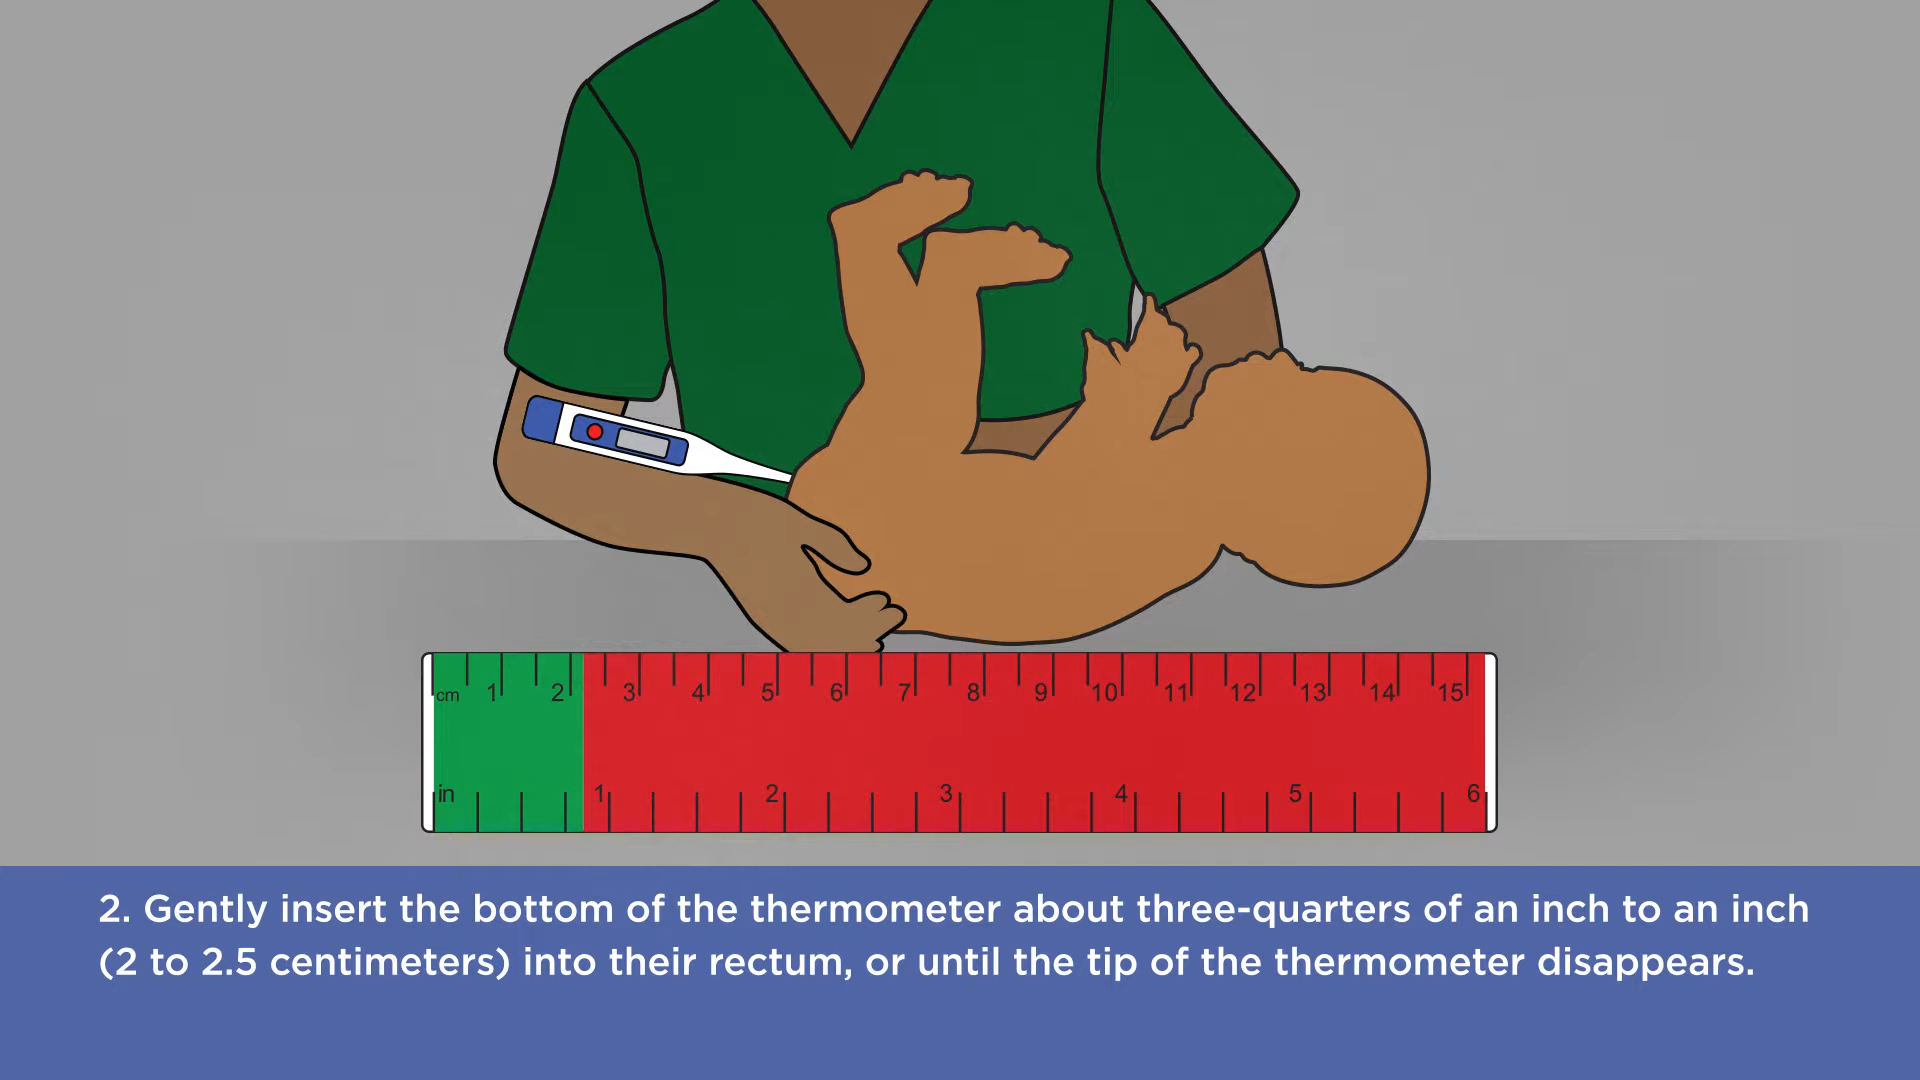 cm 1 2 3 4 5 6 7 8 9 10 11 12 13 14 15
in 1 2 3 4 5 6
2. Gently insert the bottom of the thermometer about three-quarters of an inch to an inch
(2 to 2.5 centimeters) into their rectum, or until the tip of the thermometer disappears.